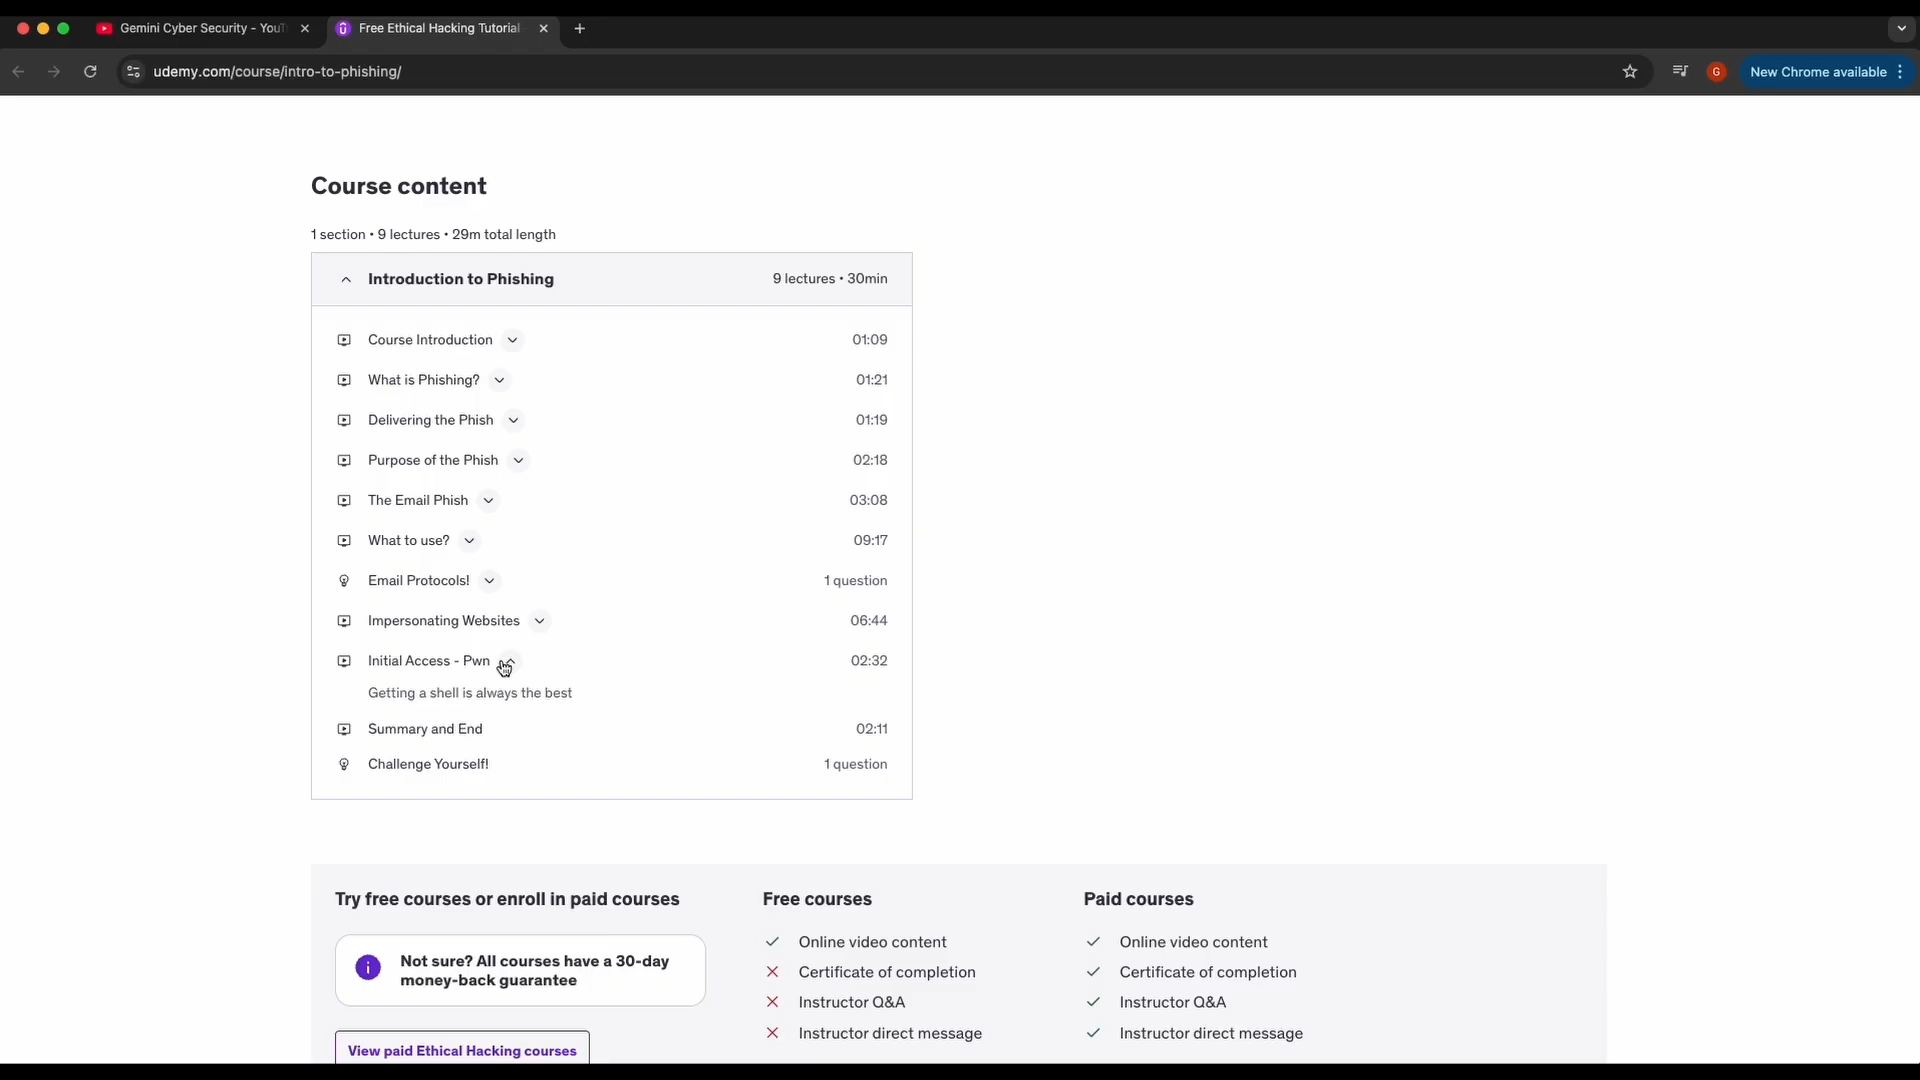 Gemini Cyber Security - YouT
Free Ethical Hacking Tutorial
udemy.com/course/intro-to-phishing/
G
New Chrome available
Course content
1 section • 9 lectures • 29m total length
Introduction to Phishing 9 lectures • 30min
Course Introduction 01:09
What is Phishing? 01:21
Delivering the Phish 01:19
Purpose of the Phish 02:18
The Email Phish 03:08
What to use? 09:17
Email Protocols! 1 question
Impersonating Websites 06:44
Initial Access - Pwn 02:32
Getting a shell is always the best
Summary and End 02:11
Challenge Yourself! 1 question
Try free courses or enroll in paid courses
Not sure? All courses have a 30-day
money-back guarantee
View paid Ethical Hacking courses
Free courses
Online video content
Certificate of completion
Instructor Q&A
Instructor direct message
Paid courses
Online video content
Certificate of completion
Instructor Q&A
Instructor direct message